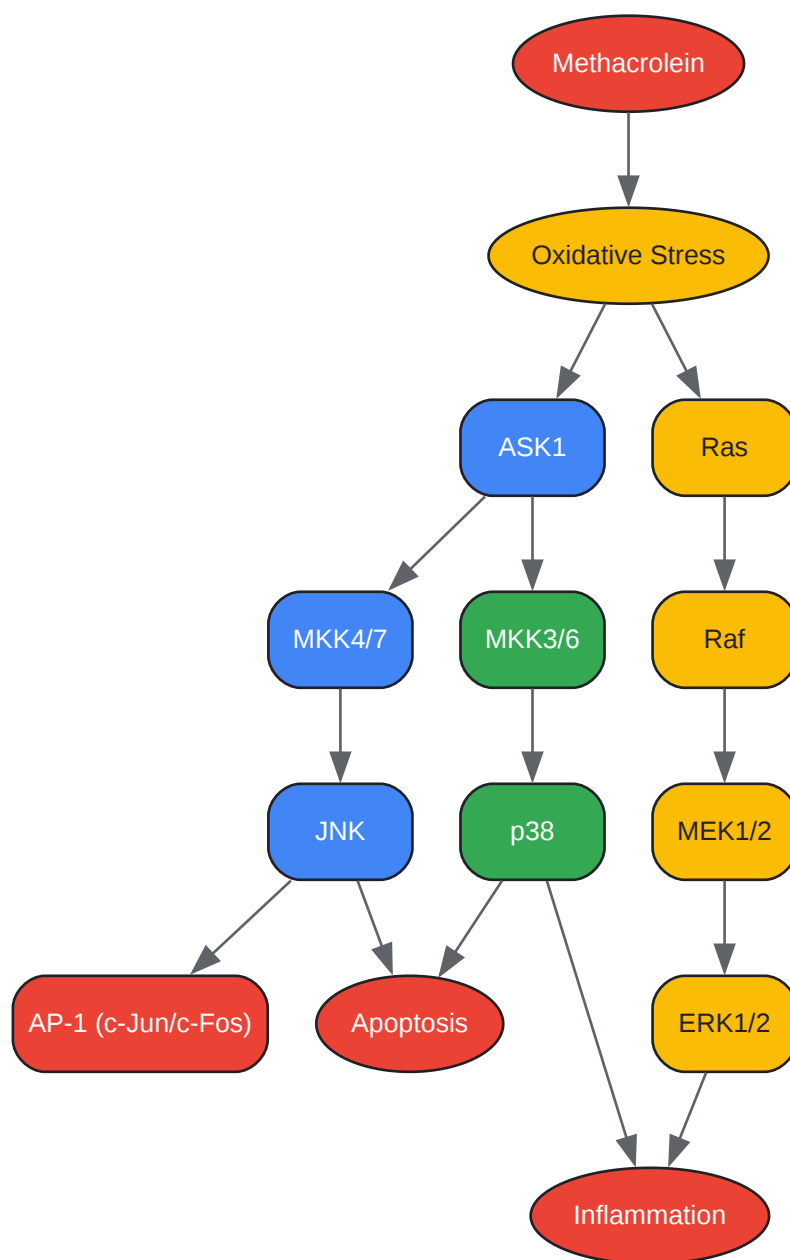 Methacrolein
Oxidative Stress
ASK1
Ras
MKK4/7
MKK3/6
Raf
JNK
p38
MEK1/2
AP-1 (c-Jun/c-Fos)
Apoptosis
ERK1/2
Inflammation